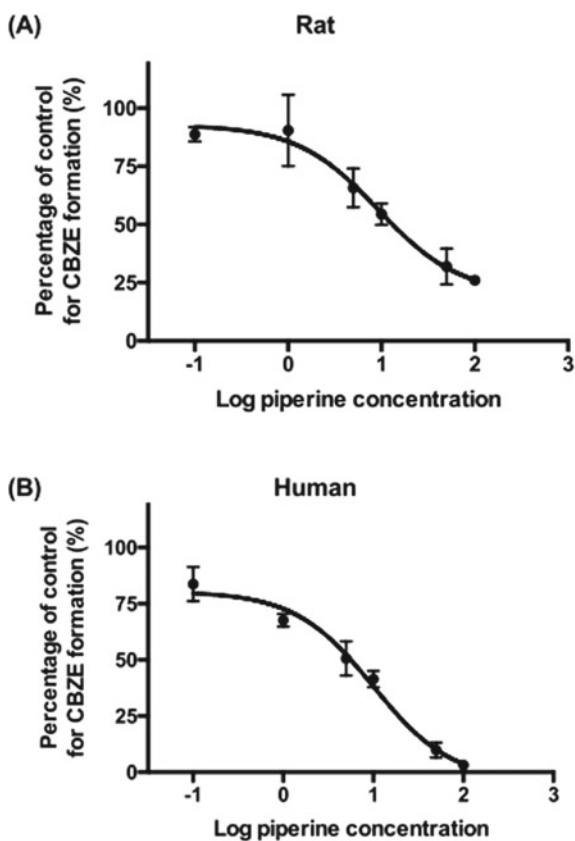 (A)
Rat
Percentage of control
for CBZE formation (%)
100
75
50
25
0
-1 0 1 2 3
Log piperine concentration
(B)
Human
Percentage of control
for CBZE formation (%)
100
75
50
25
0
-1 0 1 2 3
Log piperine concentration